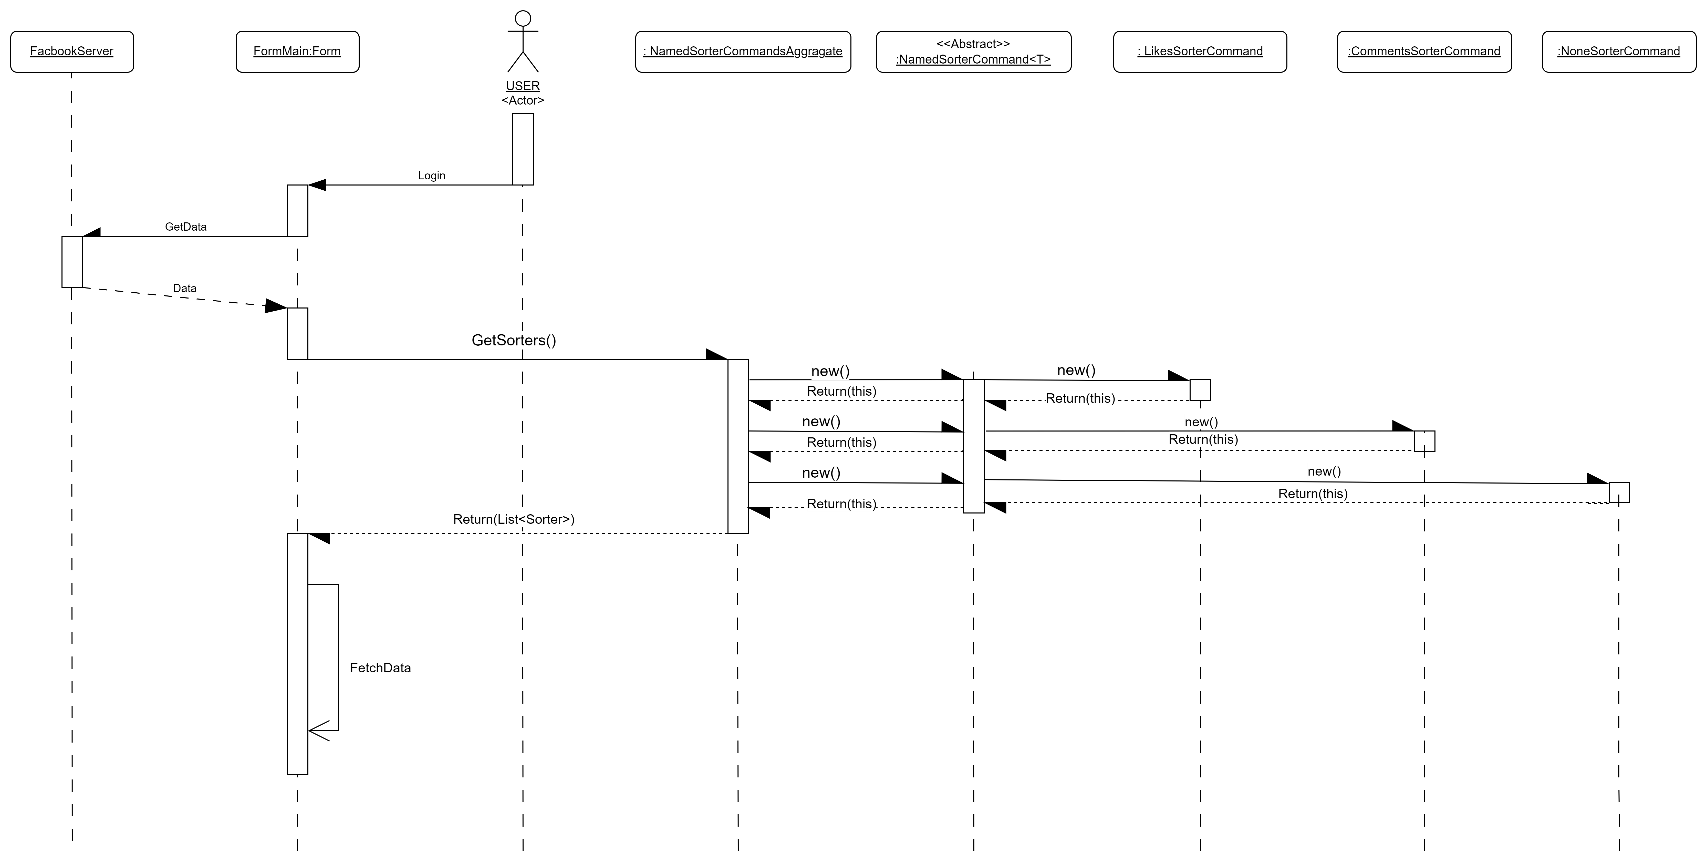 FacbookServer
FormMain:Form
USER
<Actor>
: NamedSorterCommandsAggragate
<<Abstract>>
:NamedSorterCommand<T>
: LikesSorterCommand
:CommentsSorterCommand
:NoneSorterCommand
Login
GetData
Data
GetSorters()
new()
new()
Return(this)
Return(this)
new()
new()
Return(this)
Return(this)
new()
new()
Return(this)
Return(this)
Return(List<Sorter>)
FetchData